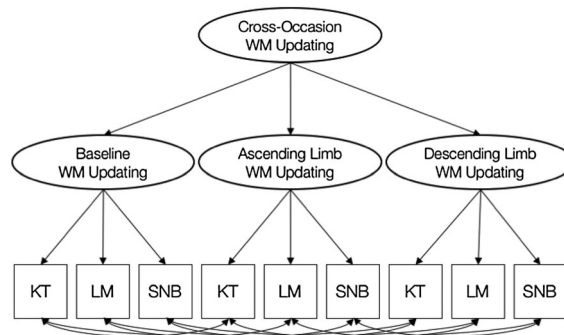 Cross-Occasion
WM Updating
Baseline
WM Updating
Ascending Limb
WM Updating
Descending Limb
WM Updating
KT
LM
SNB
KT
LM
SNB
KT
LM
SNB